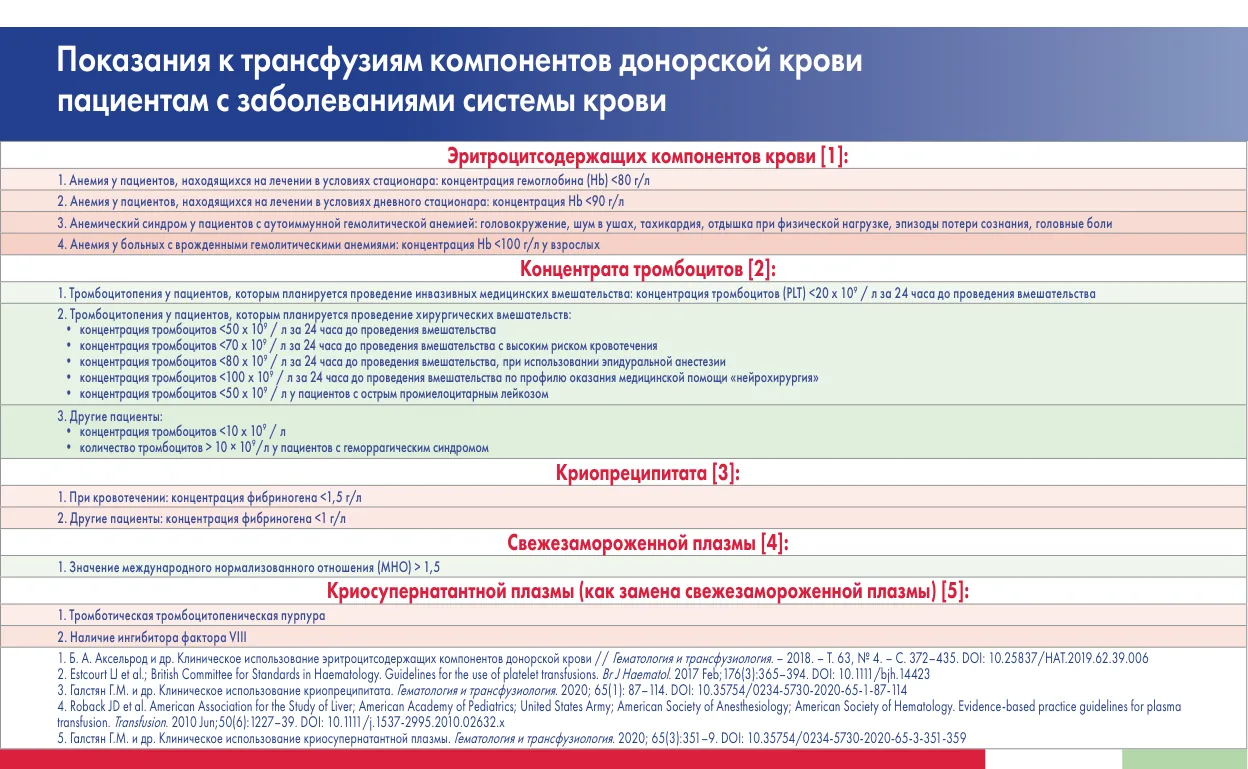 Показания к трансфузиям компонентов донорской крови
пациентам с заболеваниями системы крови
Эритроцитсодержащих компонентов крови [1]:
1. Анемия у пациентов, находящихся на лечении в условиях стационара: концентрация гемоглобина (Hb) <80 г/л
2. Анемия у пациентов, находящихся на лечении в условиях дневного стационара: концентрация Hb <90 г/л
3. Анемический синдром у пациентов с аутоиммунной гемолитической анемией: головокружение, шум в ушах, тахикардия, отдышка при физической нагрузке, эпизоды потери сознания, головные боли
4. Анемия у больных с врожденными гемолитическими анемиями: концентрация Hb <100 г/л у взрослых
Концентрата тромбоцитов [2]:
1. Тромбоцитопения у пациентов, которым планируется проведение инвазивных медицинских вмешательства: концентрация тромбоцитов (PLT) <20 x 10⁹ / л за 24 часа до проведения вмешательства
2. Тромбоцитопения у пациентов, которым планируется проведение хирургических вмешательств:
• концентрация тромбоцитов <50 x 10⁹ / л за 24 часа до проведения вмешательства
• концентрация тромбоцитов <70 x 10⁹ / л за 24 часа до проведения вмешательства с высоким риском кровотечения
• концентрация тромбоцитов <80 x 10⁹ / л за 24 часа до проведения вмешательства, при использовании эпидуральной анестезии
• концентрация тромбоцитов <100 x 10⁹ / л за 24 часа до проведения вмешательства по профилю оказания медицинской помощи «нейрохирургия»
• концентрация тромбоцитов <50 x 10⁹ / л у пациентов с острым промиелоцитарным лейкозом
3. Другие пациенты:
• концентрация тромбоцитов <10 x 10⁹ / л
• количество тромбоцитов > 10 × 10⁹/л у пациентов с геморрагическим синдромом
Криопреципитата [3]:
1. При кровотечении: концентрация фибриногена <1,5 г/л
2. Другие пациенты: концентрация фибриногена <1 г/л
Свежезамороженной плазмы [4]:
1. Значение международного нормализованного отношения (МНО) > 1,5
Криосупернатантной плазмы (как замена свежезамороженной плазмы) [5]:
1. Тромботическая тромбоцитопеническая пурпура
2. Наличие ингибитора фактора VIII
1. Б. А. Аксельрод и др. Клиническое использование эритроцитсодержащих компонентов донорской крови // Гематология и трансфузиология. – 2018. – Т. 63, № 4. – С. 372–435. DOI: 10.25837/HAT.2019.62.39.006
2. Estcourt LJ et al.; British Committee for Standards in Haematology. Guidelines for the use of platelet transfusions. Br J Haematol. 2017 Feb;176(3):365–394. DOI: 10.1111/bjh.14423
3. Галстян Г.М. и др. Клиническое использование криопреципитата. Гематология и трансфузиология. 2020; 65(1): 87–114. DOI: 10.35754/0234-5730-2020-65-1-87-114
4. Roback JD et al. American Association for the Study of Liver; American Academy of Pediatrics; United States Army; American Society of Anesthesiology; American Society of Hematology. Evidence-based practice guidelines for plasma
transfusion. Transfusion. 2010 Jun;50(6):1227–39. DOI: 10.1111/j.1537-2995.2010.02632.x
5. Галстян Г.М. и др. Клиническое использование криосупернатантной плазмы. Гематология и трансфузиология. 2020; 65(3):351–9. DOI: 10.35754/0234-5730-2020-65-3-351-359